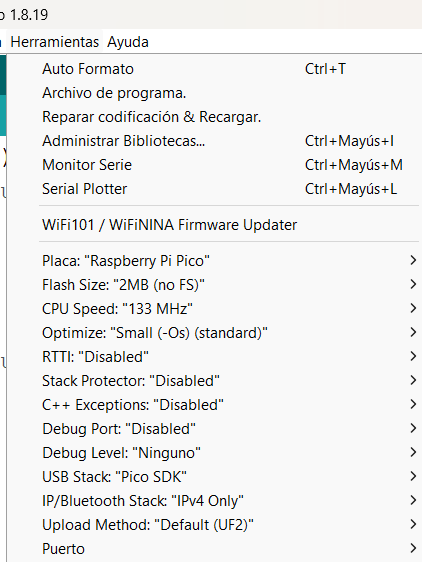 1.8.19
Herramientas Ayuda
Auto Formato Ctrl+T
Archivo de programa.
Reparar codificación & Recargar.
Administrar Bibliotecas... Ctrl+Mayús+I
Monitor Serie Ctrl+Mayús+M
Serial Plotter Ctrl+Mayús+L
WiFi101 / WiFiNINA Firmware Updater
Placa: "Raspberry Pi Pico"
Flash Size: "2MB (no FS)"
CPU Speed: "133 MHz"
Optimize: "Small (-Os) (standard)"
RTTI: "Disabled"
Stack Protector: "Disabled"
C++ Exceptions: "Disabled"
Debug Port: "Disabled"
Debug Level: "Ninguno"
USB Stack: "Pico SDK"
IP/Bluetooth Stack: "IPv4 Only"
Upload Method: "Default (UF2)"
Puerto